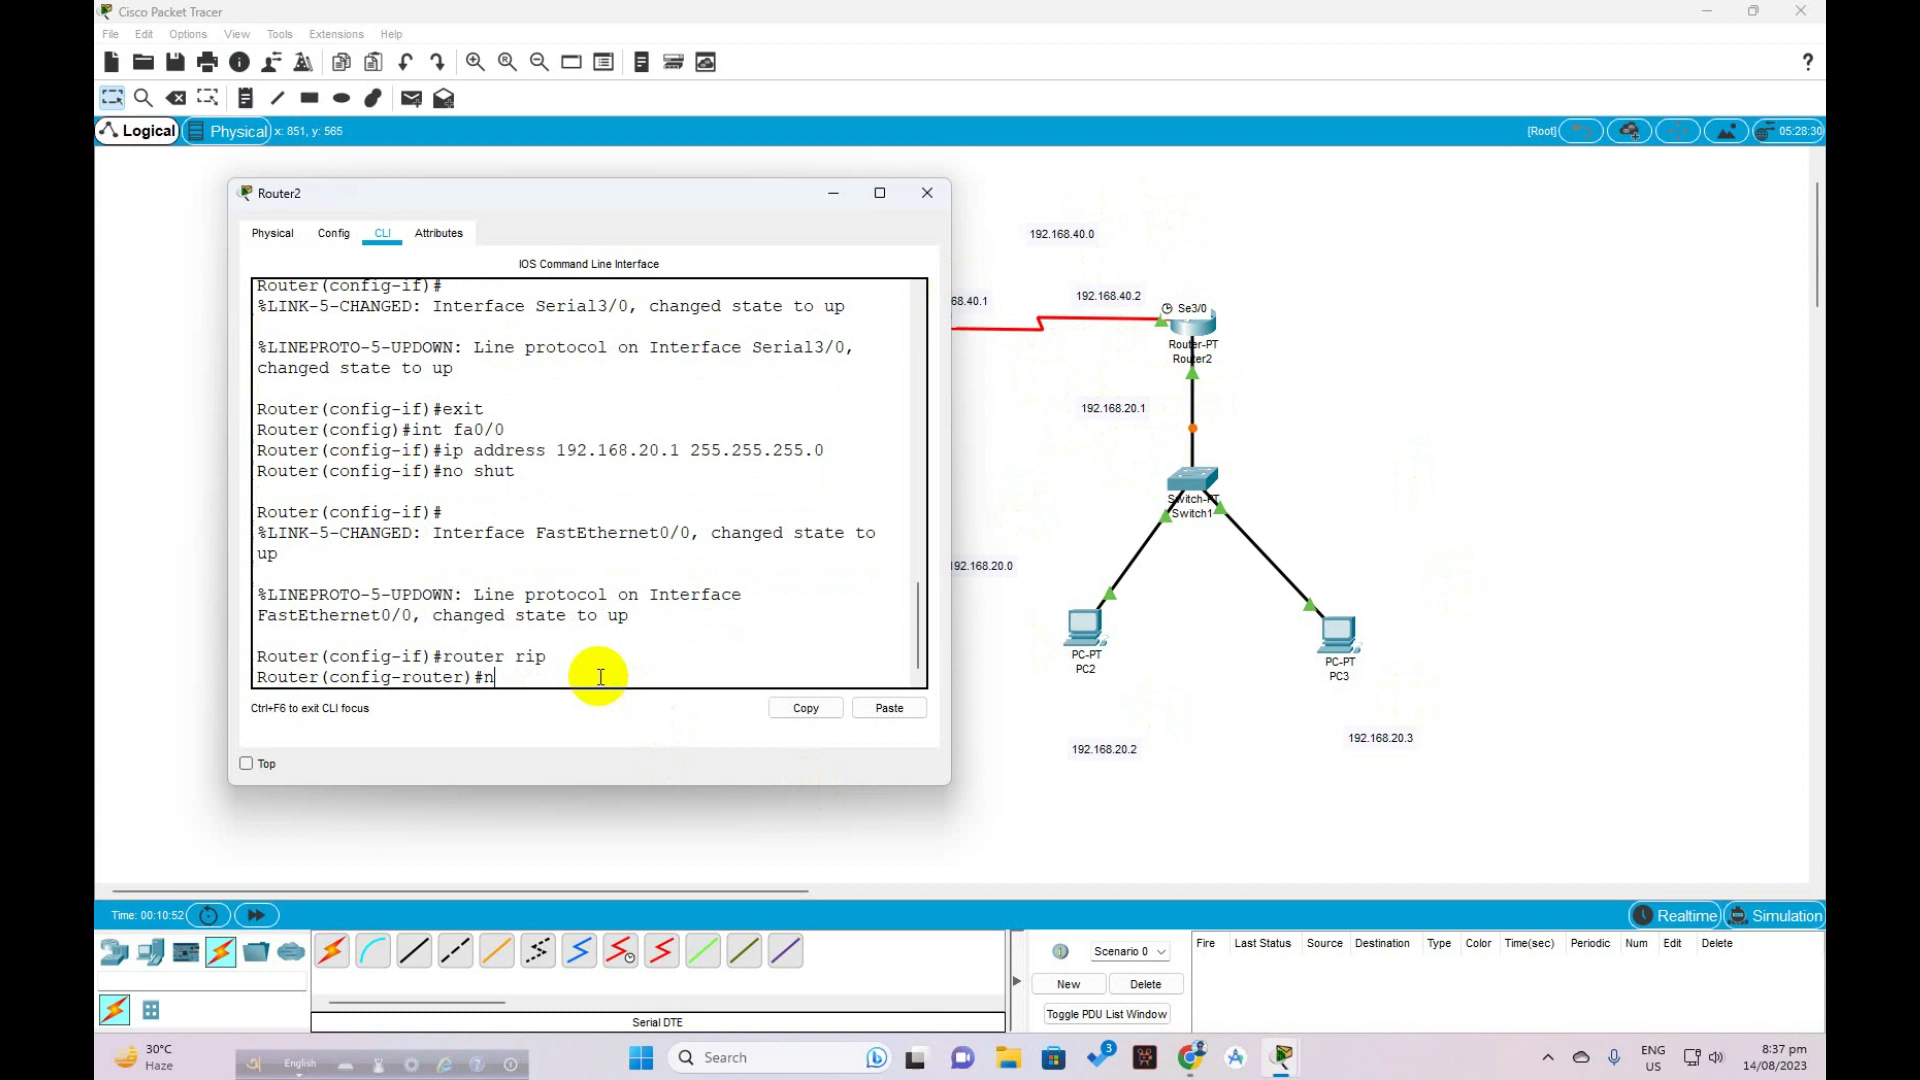 Cisco Packet Tracer
File Edit Options View Tools Extensions Help
Logical Physical x: 851, y: 565
[Root] 05:28:30
Router2
Physical Config CLI Attributes
IOS Command Line Interface
Router(config-if)#
%LINK-5-CHANGED: Interface Serial3/0, changed state to up
%LINEPROTO-5-UPDOWN: Line protocol on Interface Serial3/0,
changed state to up
Router(config-if)#exit
Router(config)#int fa0/0
Router(config-if)#ip address 192.168.20.1 255.255.255.0
Router(config-if)#no shut
Router(config-if)#
%LINK-5-CHANGED: Interface FastEthernet0/0, changed state to
up
%LINEPROTO-5-UPDOWN: Line protocol on Interface
FastEthernet0/0, changed state to up
Router(config-if)#router rip
Router(config-router)#n
Ctrl+F6 to exit CLI focus
Copy
Paste
Top
192.168.40.0
68.40.1
192.168.40.2
Se3/0
Router-PT
Router2
192.168.20.1
Switch-PT
Switch1
92.168.20.0
PC-PT
PC2
PC-PT
PC3
192.168.20.2
192.168.20.3
Time: 00:10:52
Realtime
Simulation
Scenario 0
New
Delete
Toggle PDU List Window
Fire Last Status Source Destination Type Color Time(sec) Periodic Num Edit Delete
Serial DTE
30°C
Haze
English
Search
3
ENG
US
8:37 pm
14/08/2023